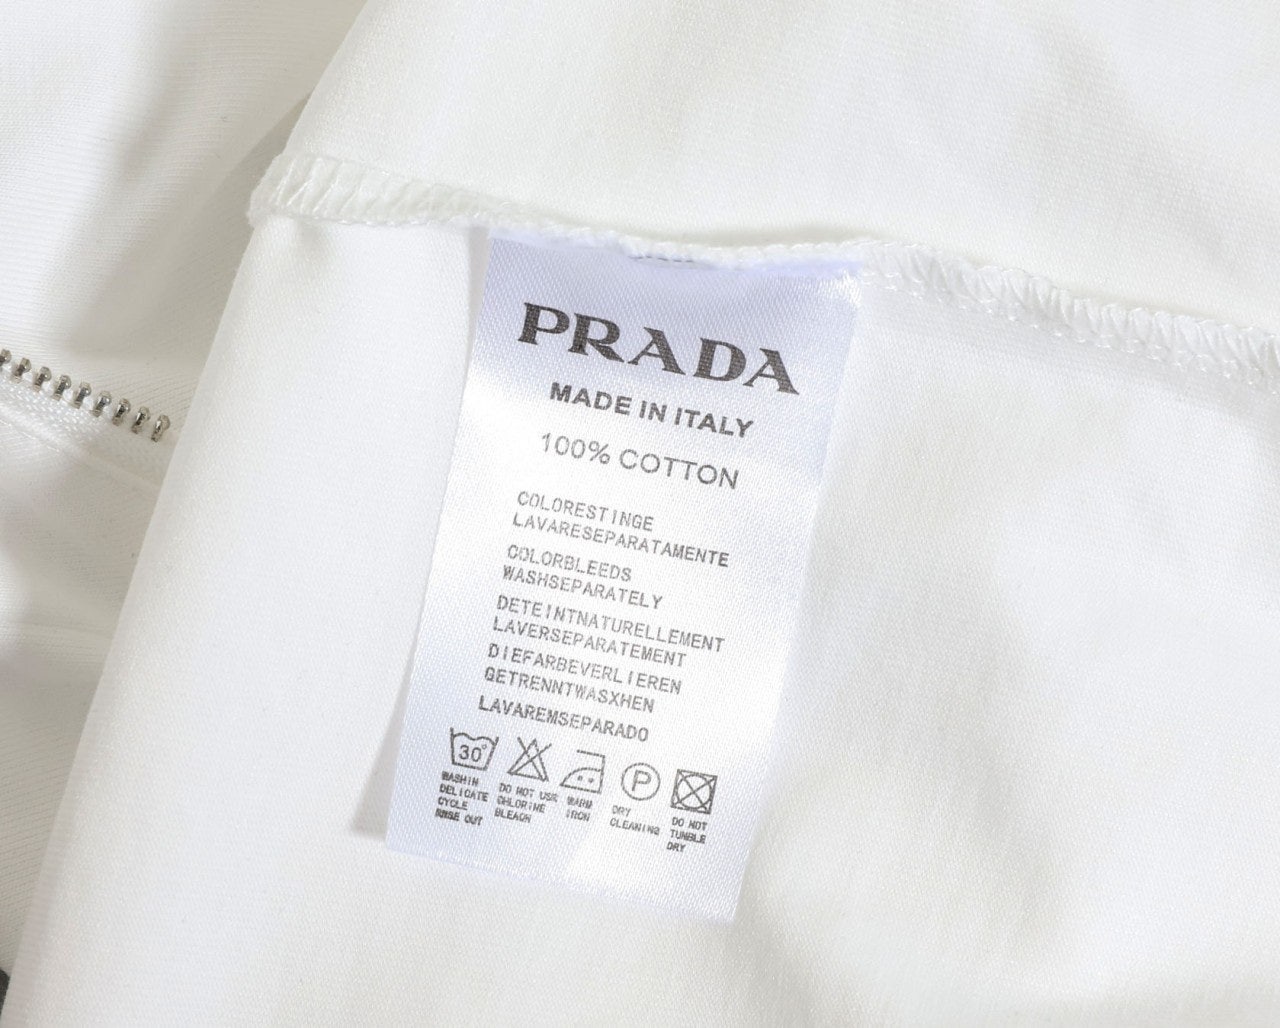 PRADA
MADE IN ITALY
100% COTTON
COLORESTINGE
LAVARESEPARATAMENTE
COLORBLEEDS
WASHSEPARATELY
DETEINTNATURELLEMENT
LAVERSEPARATEMENT
DIEFARBEVERLIEREN
GETRENNTWASXHEN
LAVAREMSEPARADO
30°
P
WASHIN
DELICATE
CYCLE
RINSE OUT
DO NOT USE
CHLORINE
BLEACH
WARM
IRON
DRY
CLEANING
DO NOT
TUMBLE
DRY